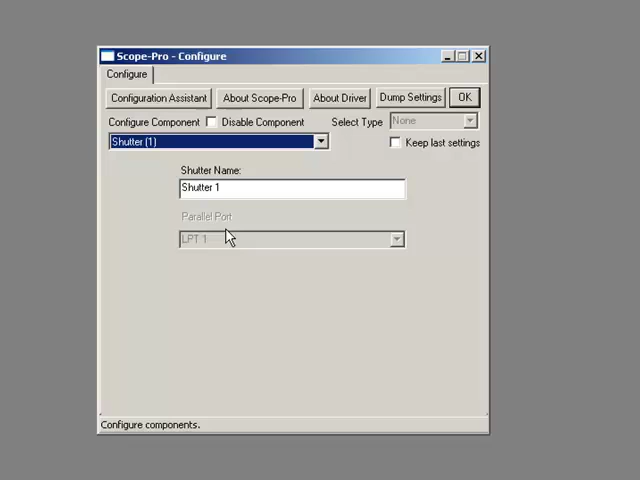 Scope-Pro - Configure
Configure
Configuration Assistant About Scope-Pro About Driver Dump Settings OK
Configure Component Disable Component Select Type None
Shutter (1) Keep last settings
Shutter Name:
Shutter 1
Parallel Port
LPT 1
Configure components.